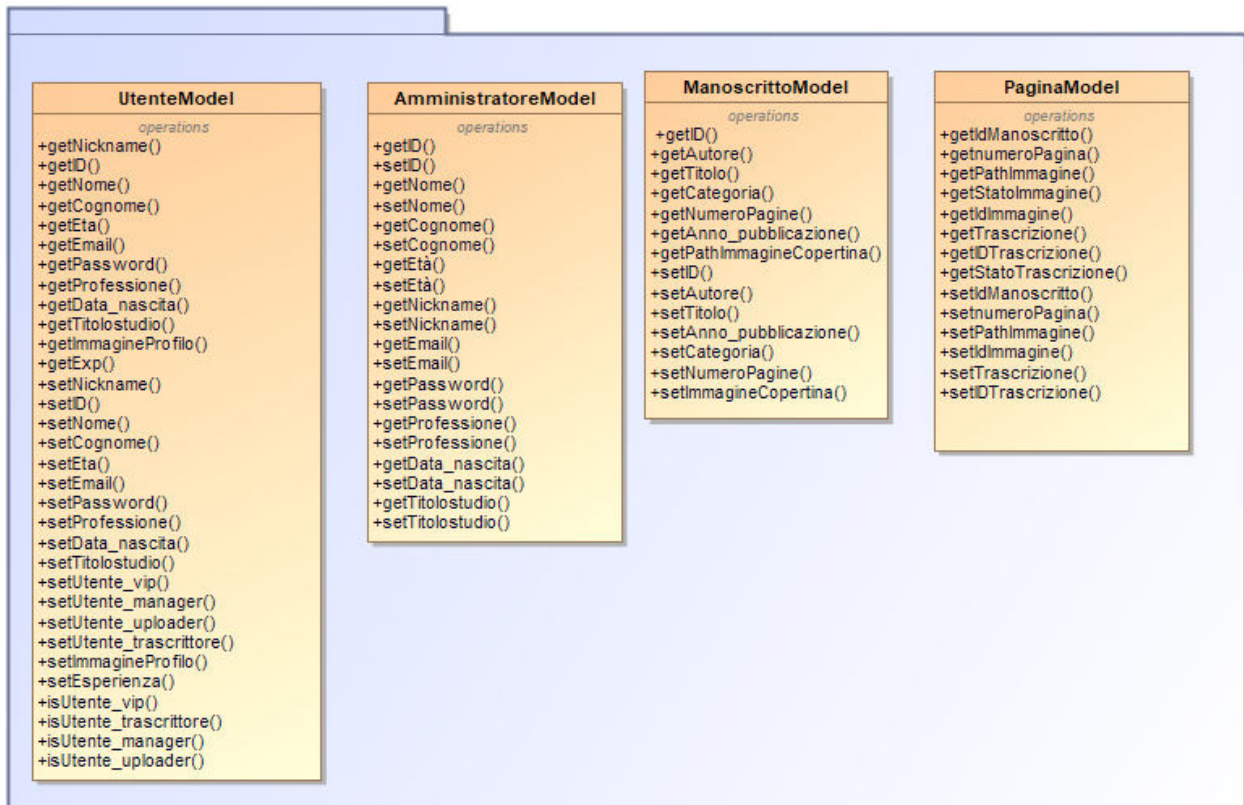 UtenteModel
operations
+getNickname()
+getID()
+getNome()
+getCognome()
+getEta()
+getEmail()
+getPassword()
+getProfessione()
+getData_nascita()
+getTitolostudio()
+getImmagineProfilo()
+getExp()
+setNickname()
+setID()
+setNome()
+setCognome()
+setEta()
+setEmail()
+setPassword()
+setProfessione()
+setData_nascita()
+setTitolostudio()
+setUtente_vip()
+setUtente_manager()
+setUtente_uploader()
+setUtente_trascrittore()
+setImmagineProfilo()
+setEsperienza()
+isUtente_vip()
+isUtente_trascrittore()
+isUtente_manager()
+isUtente_uploader()
AmministratoreModel
operations
+getID()
+setID()
+getNome()
+setNome()
+getCognome()
+setCognome()
+getEtà()
+setEtà()
+getNickname()
+setNickname()
+getEmail()
+setEmail()
+getPassword()
+setPassword()
+getProfessione()
+setProfessione()
+getData_nascita()
+setData_nascita()
+getTitolostudio()
+setTitolostudio()
ManoscrittoModel
operations
+getID()
+getAutore()
+getTitolo()
+getCategoria()
+getNumeroPagine()
+getAnno_pubblicazione()
+getPathImmagineCopertina()
+setID()
+setAutore()
+setTitolo()
+setAnno_pubblicazione()
+setCategoria()
+setNumeroPagine()
+setImmagineCopertina()
PaginaModel
operations
+getIdManoscritto()
+getnumeroPagina()
+getPathImmagine()
+getStatoImmagine()
+getIdImmagine()
+getTrascrizione()
+getIDTrascrizione()
+getStatoTrascrizione()
+setIdManoscritto()
+setnumeroPagina()
+setPathImmagine()
+setIdImmagine()
+setTrascrizione()
+setIDTrascrizione()